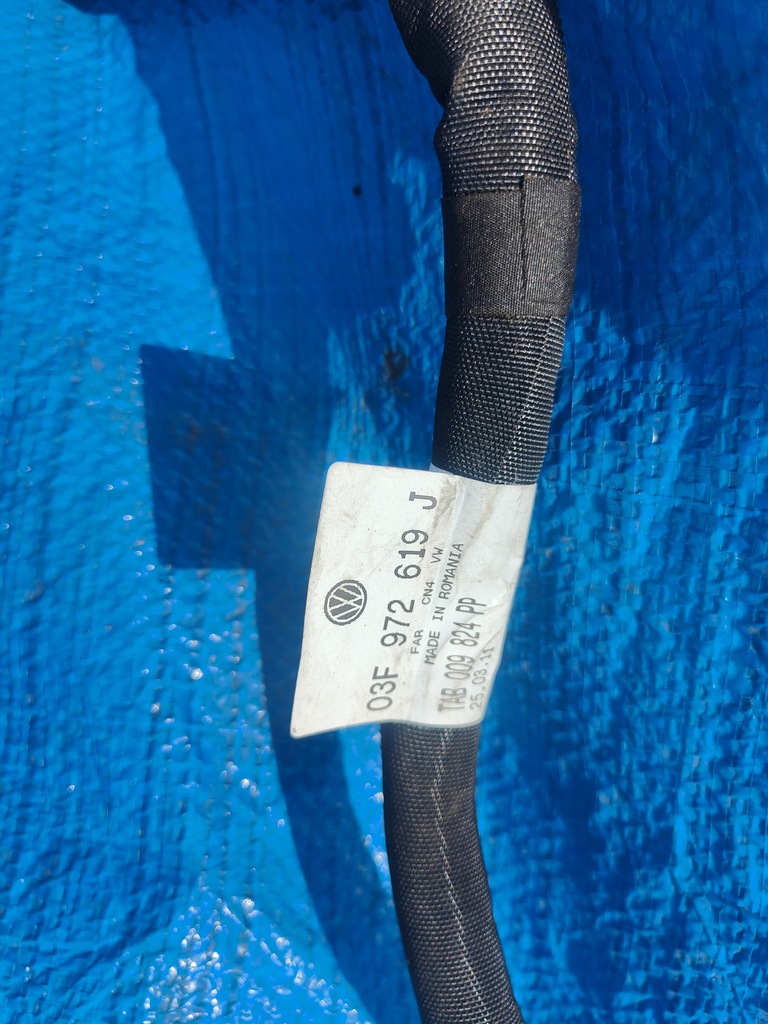 03F 972 619 J
FAR CN4 VW
MADE IN ROMANIA
TAB 009 824 PP
25.03.11